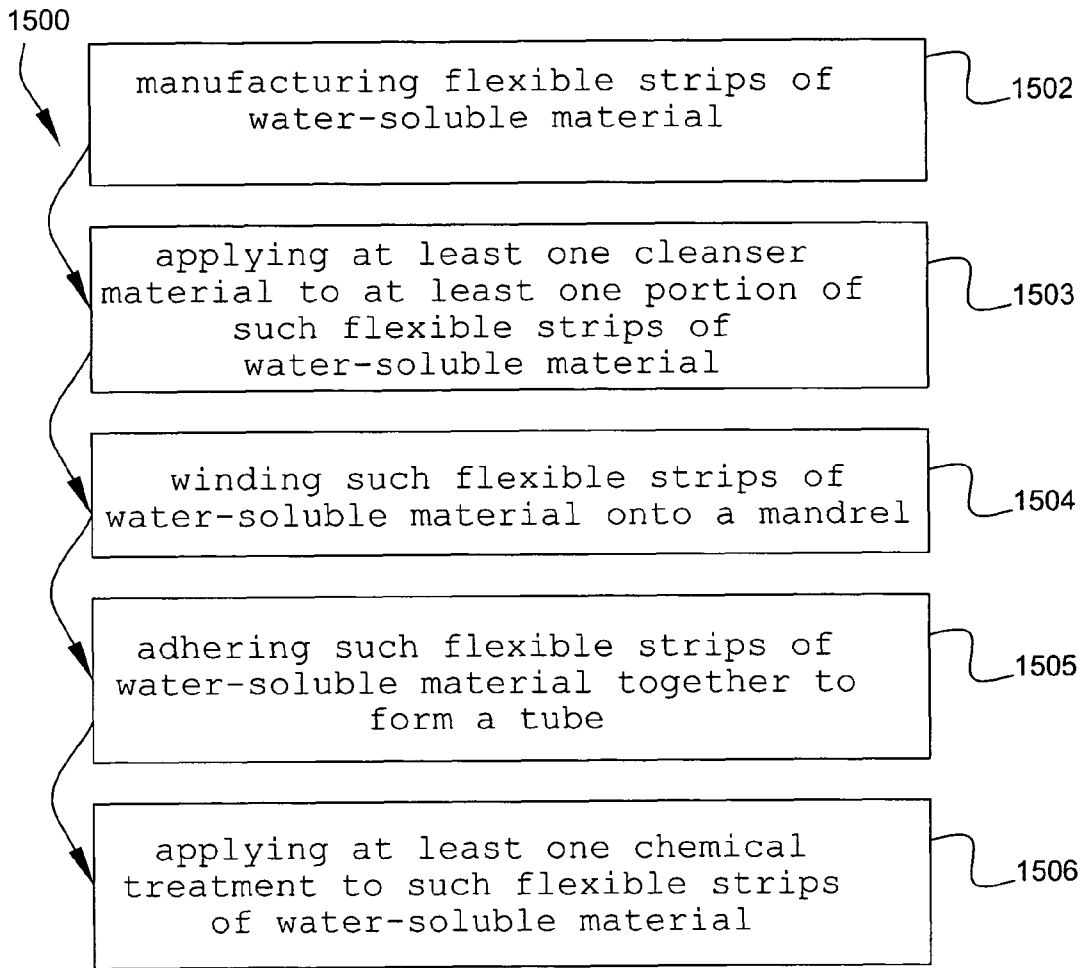 1500
manufacturing flexible strips of
water-soluble material
1502
applying at least one cleanser
material to at least one portion of
such flexible strips of
water-soluble material
1503
winding such flexible strips of
water-soluble material onto a mandrel
1504
adhering such flexible strips of
water-soluble material together to
form a tube
1505
applying at least one chemical
treatment to such flexible strips
of water-soluble material
1506